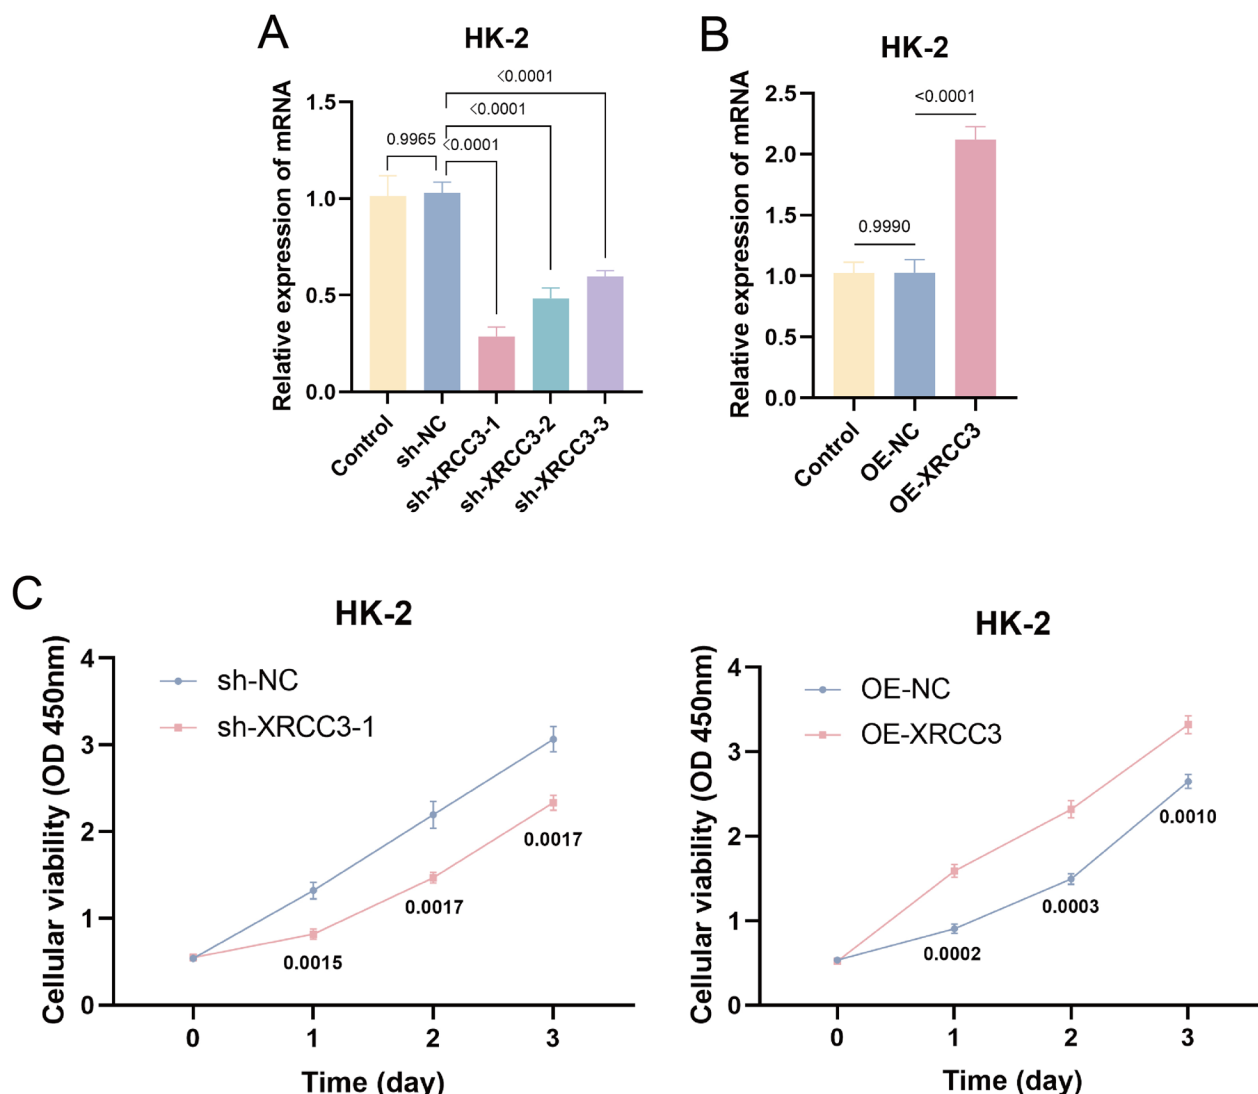 A
HK-2
Relative expression of mRNA
1.5
1.0
0.5
0.0
0.9965
<0.0001
<0.0001
<0.0001
Control
sh-NC
sh-XRCC3-1
sh-XRCC3-2
sh-XRCC3-3
B
HK-2
Relative expression of mRNA
2.5
2.0
1.5
1.0
0.5
0.0
<0.0001
0.9990
Control
OE-NC
OE-XRCC3
C
HK-2
Cellular viability (OD 450nm)
4
3
2
1
0
sh-NC
sh-XRCC3-1
0.0015
0.0017
0.0017
0 1 2 3
Time (day)
HK-2
Cellular viability (OD 450nm)
4
3
2
1
0
OE-NC
OE-XRCC3
0.0002
0.0003
0.0010
0 1 2 3
Time (day)